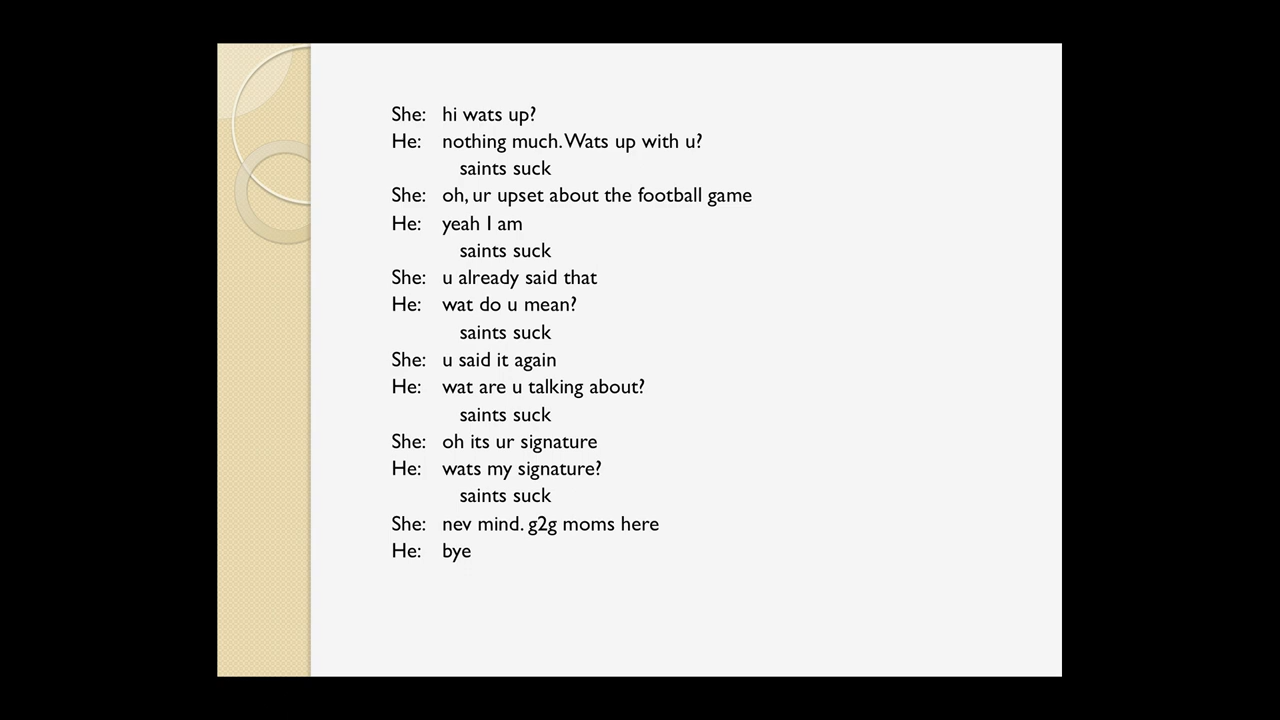 She: hi wats up?
He: nothing much. Wats up with u?
saints suck
She: oh, ur upset about the football game
He: yeah I am
saints suck
She: u already said that
He: wat do u mean?
saints suck
She: u said it again
He: wat are u talking about?
saints suck
She: oh its ur signature
He: wats my signature?
saints suck
She: nev mind. g2g moms here
He: bye